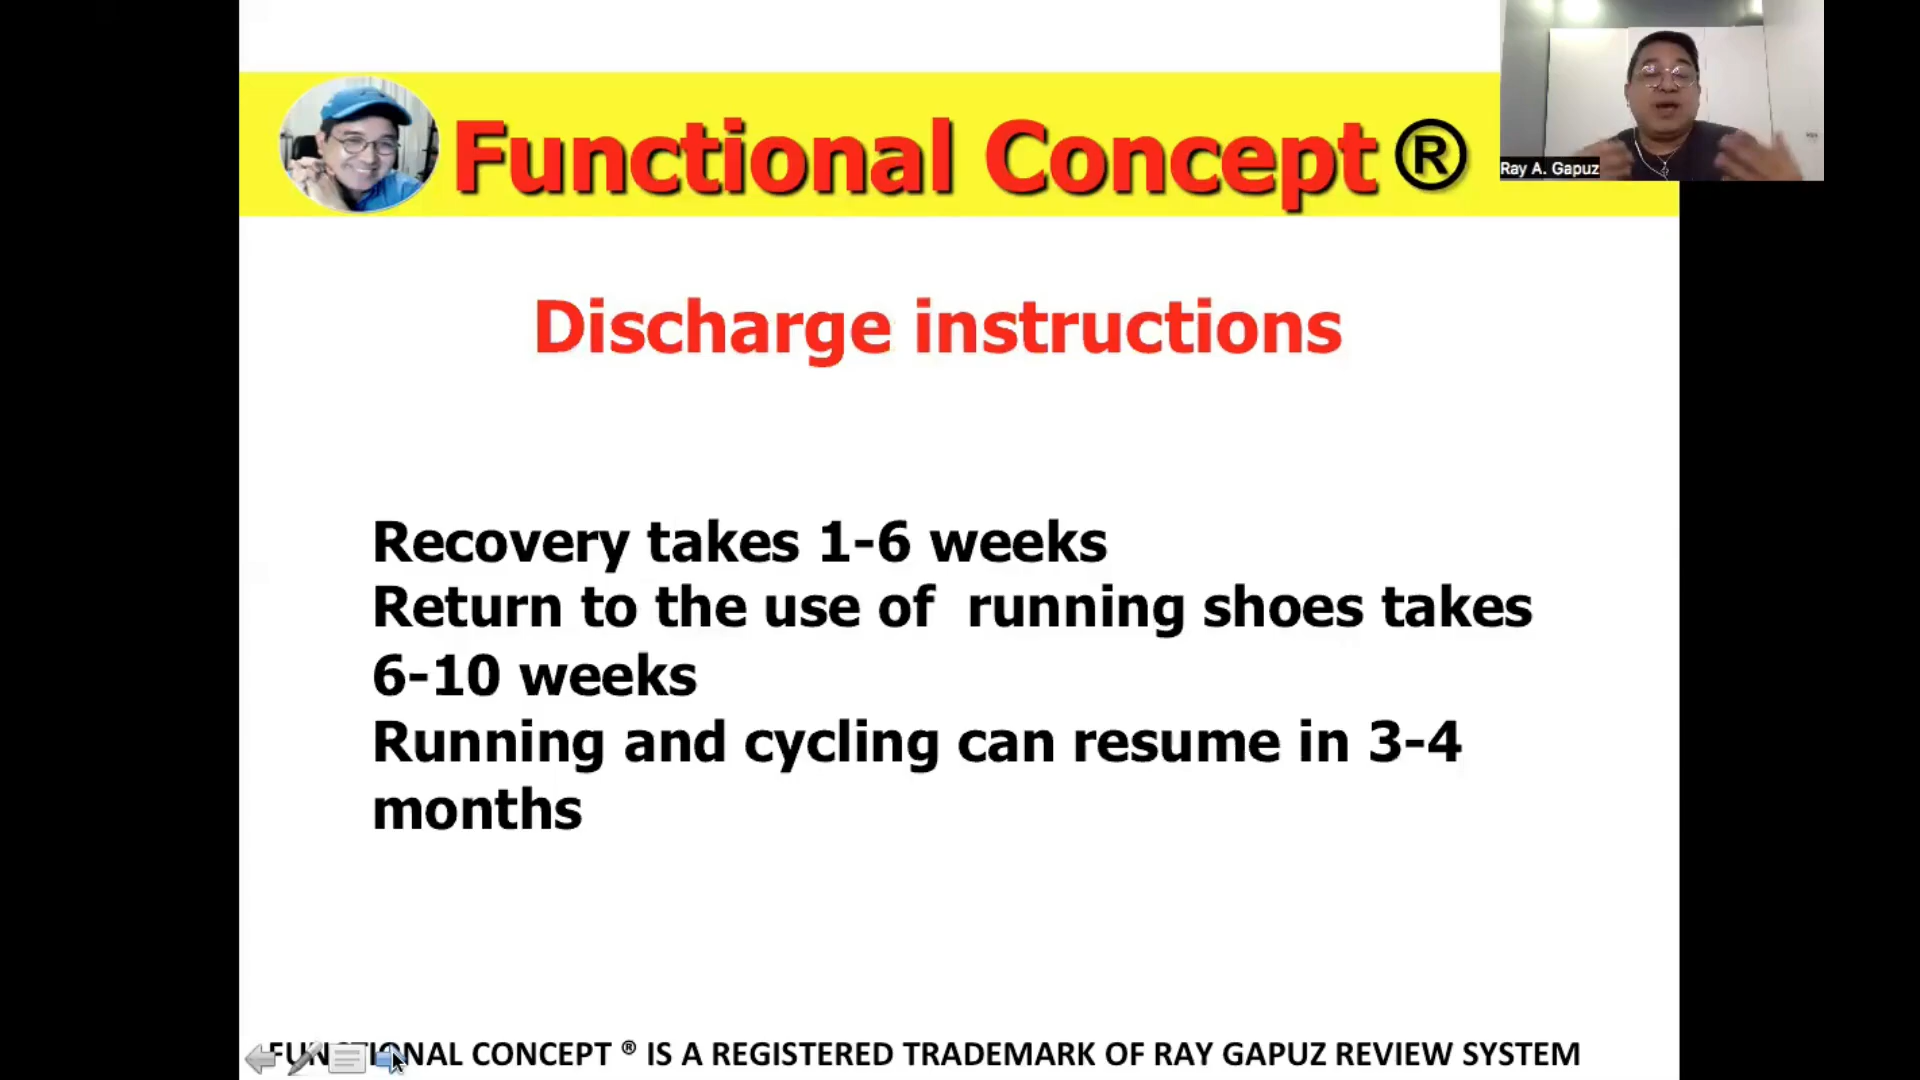 Functional Concept ®
Ray A. Gapuz
Discharge instructions
Recovery takes 1-6 weeks
Return to the use of running shoes takes
6-10 weeks
Running and cycling can resume in 3-4
months
FUNCTIONAL CONCEPT ® IS A REGISTERED TRADEMARK OF RAY GAPUZ REVIEW SYSTEM